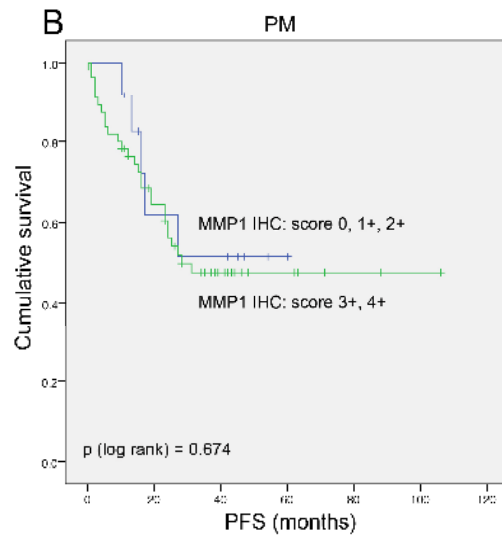 B
PM
1.0
0.8
0.6
0.4
0.2
0.0
Cumulative survival
MMP1 IHC: score 0, 1+, 2+
MMP1 IHC: score 3+, 4+
p (log rank) = 0.674
0 20 40 60 80 100 120
PFS (months)